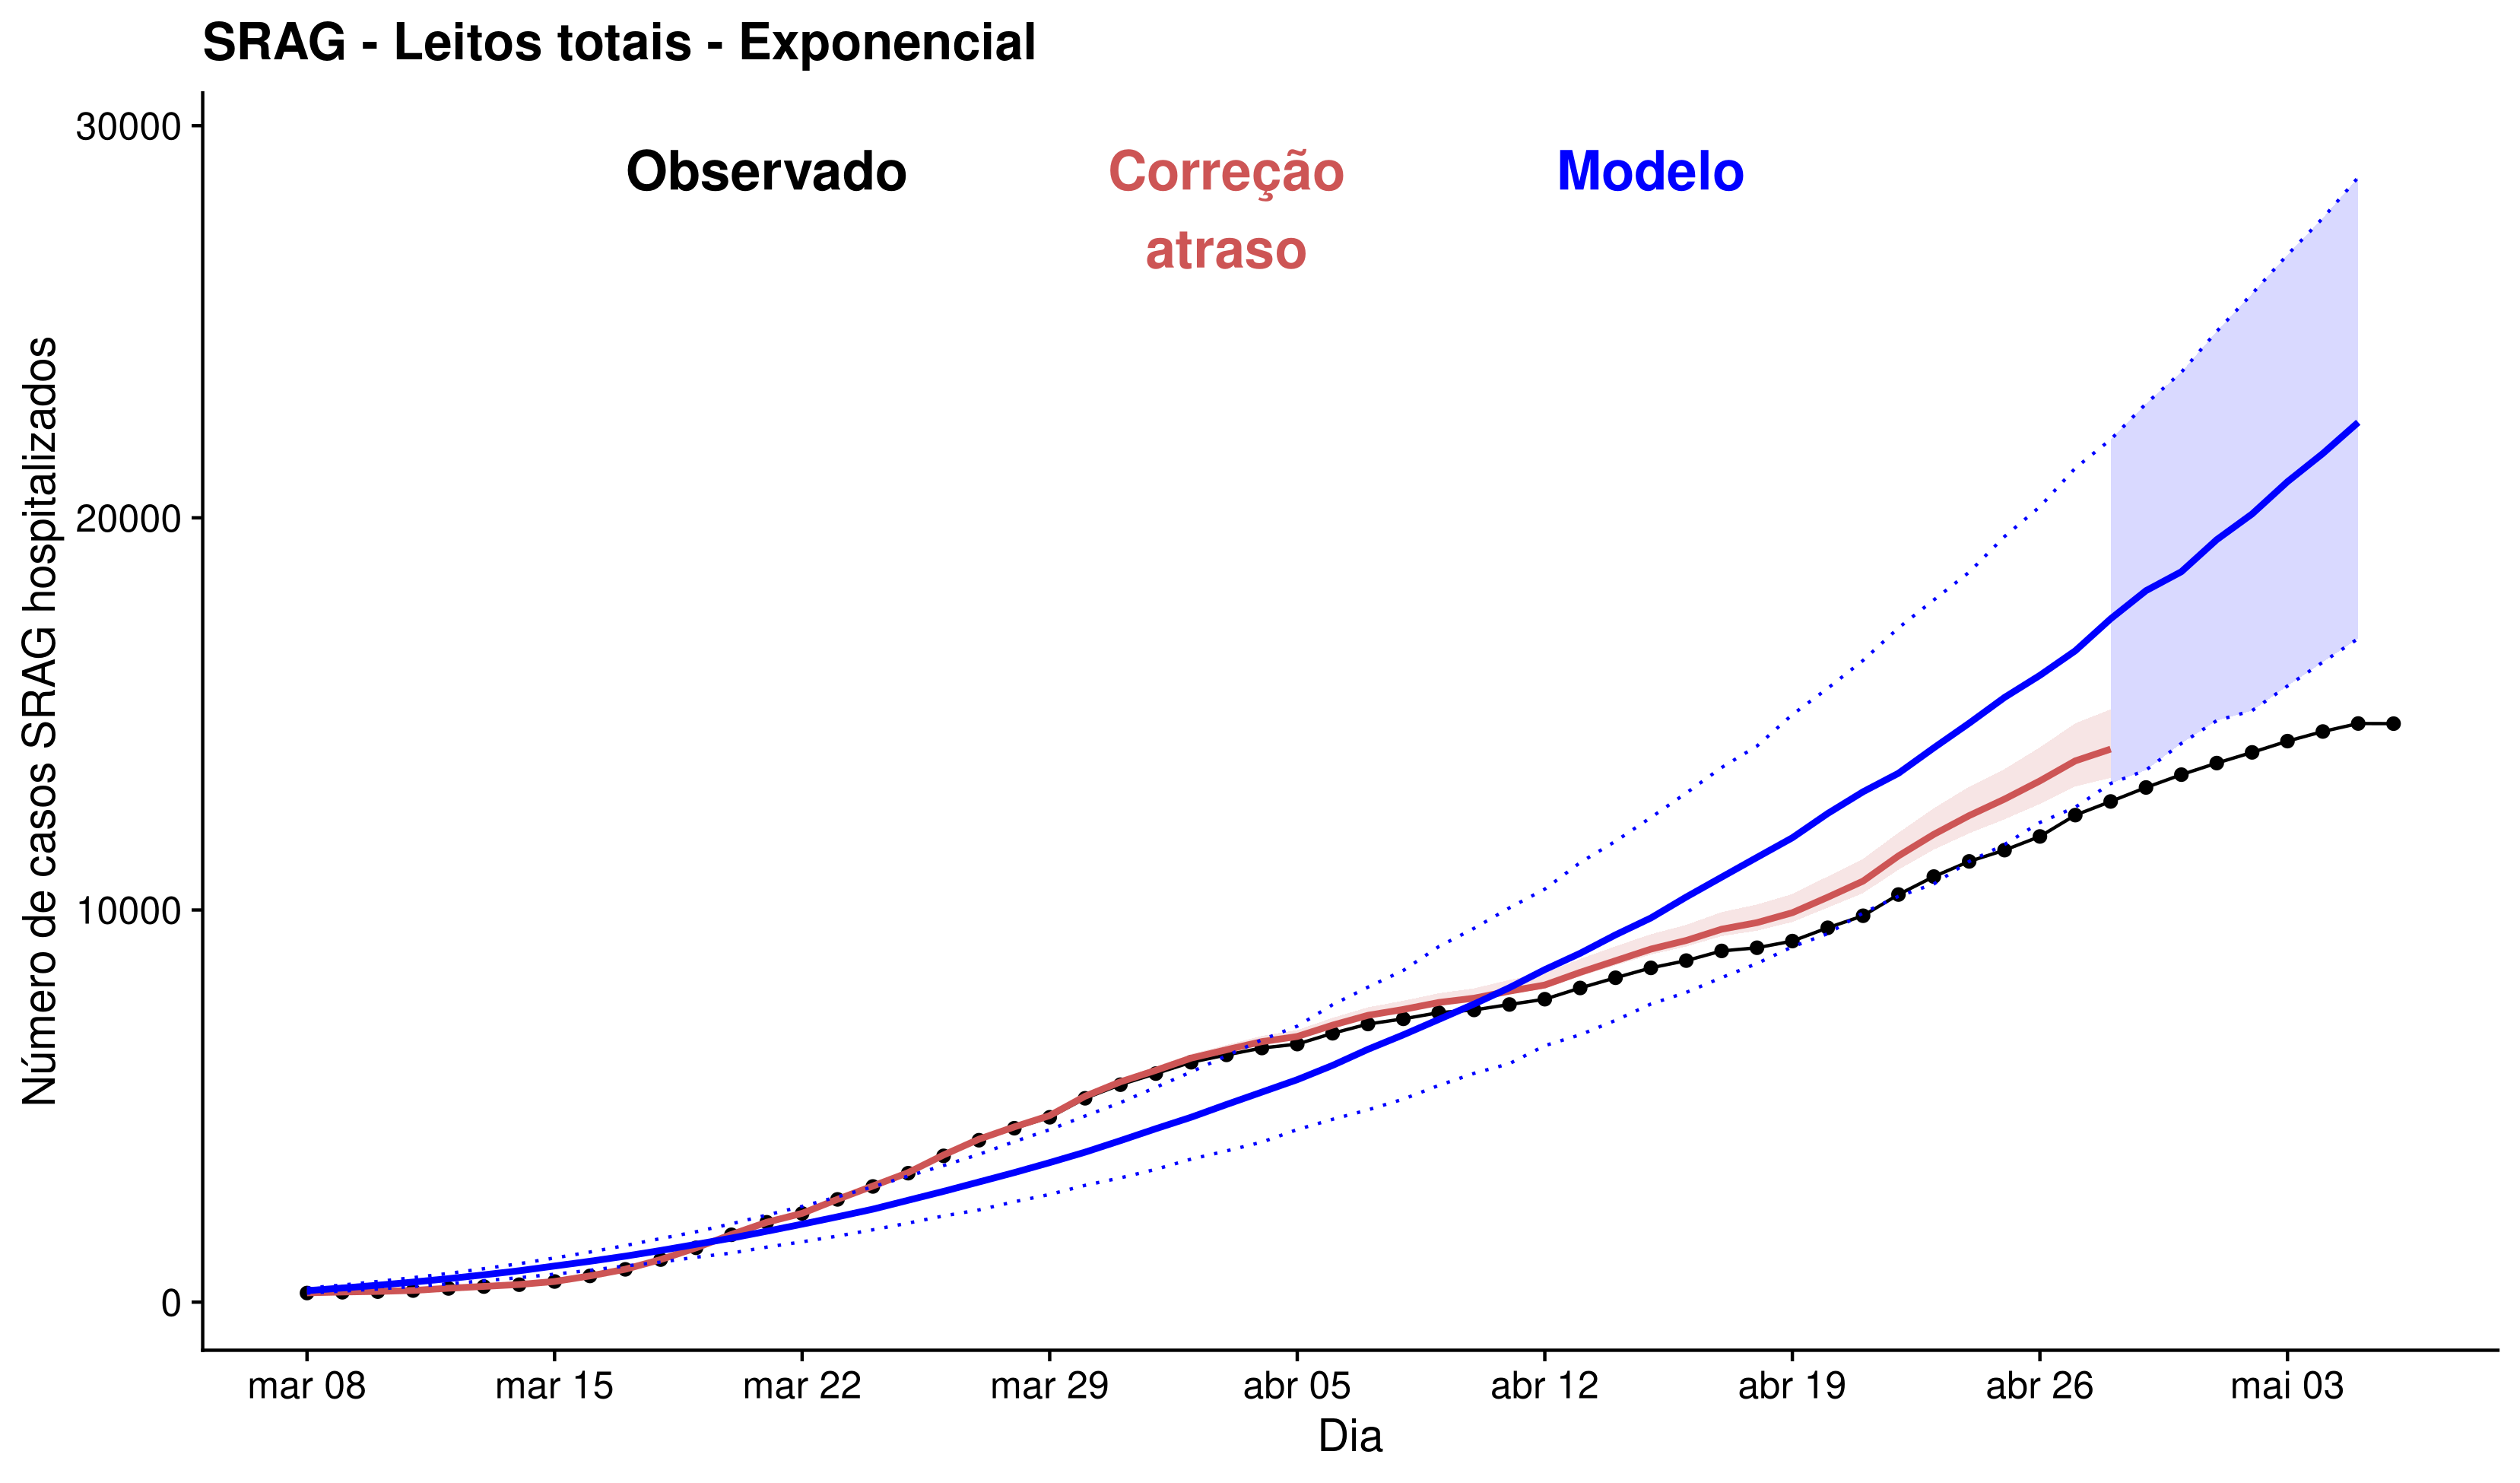 SRAG - Leitos totais - Exponencial
30000
Observado
Correção
atraso
Modelo
20000
10000
0
Número de casos SRAG hospitalizados
mar 08
mar 15
mar 22
mar 29
abr 05
abr 12
abr 19
abr 26
mai 03
Dia